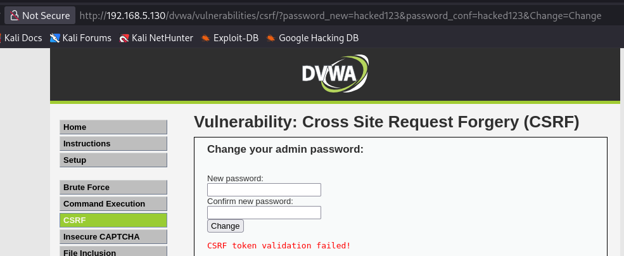 Not Secure http://192.168.5.130/dvwa/vulnerabilities/csrf/?password_new=hacked123&password_conf=hacked123&Change=Change
Kali Docs Kali Forums Kali NetHunter Exploit-DB Google Hacking DB
DVWA
Vulnerability: Cross Site Request Forgery (CSRF)
Home
Instructions
Setup
Brute Force
Command Execution
CSRF
Insecure CAPTCHA
File Inclusion
Change your admin password:
New password:
Confirm new password:
Change
CSRF token validation failed!